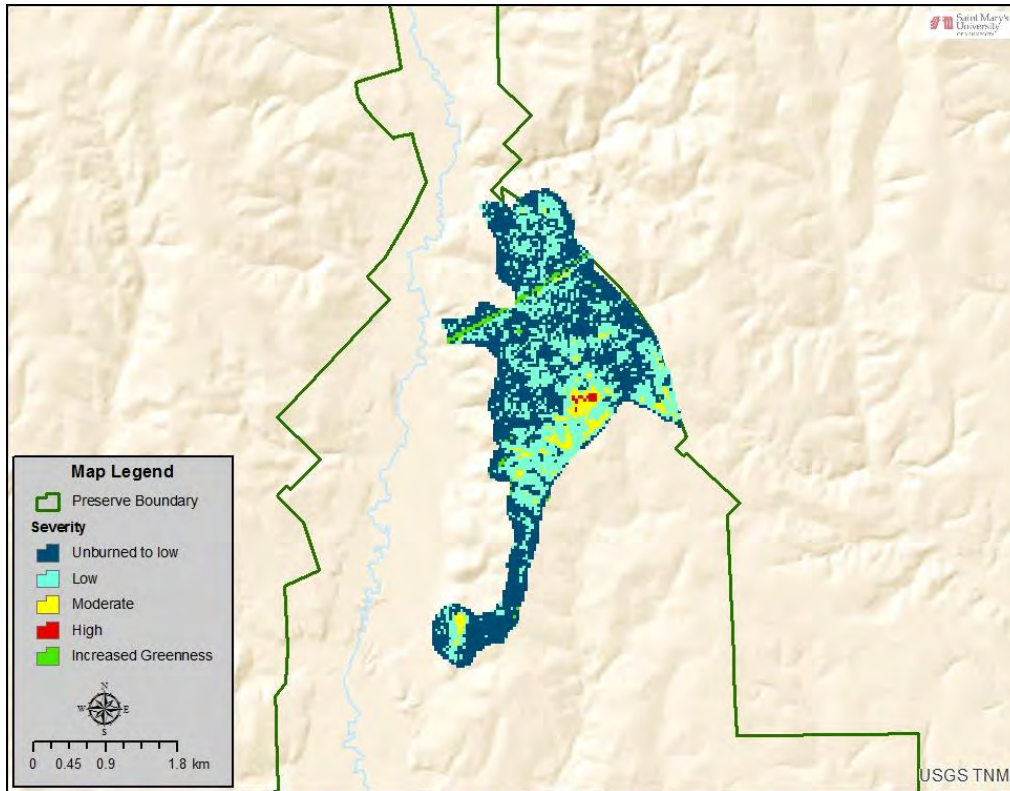 Saint Mary's
University
Map Legend
Preserve Boundary
Severity
Unburned to low
Low
Moderate
High
Increased Greenness
N
W E
S
0 0.45 0.9 1.8 km
USGS TNM